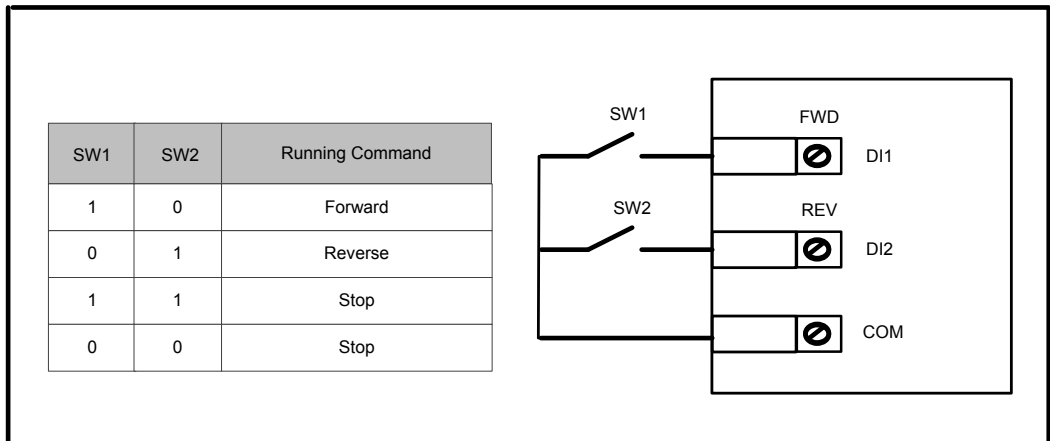 SW1 SW2 Running Command
1 0 Forward
0 1 Reverse
1 1 Stop
0 0 Stop
SW1
FWD
DI1
SW2
REV
DI2
COM